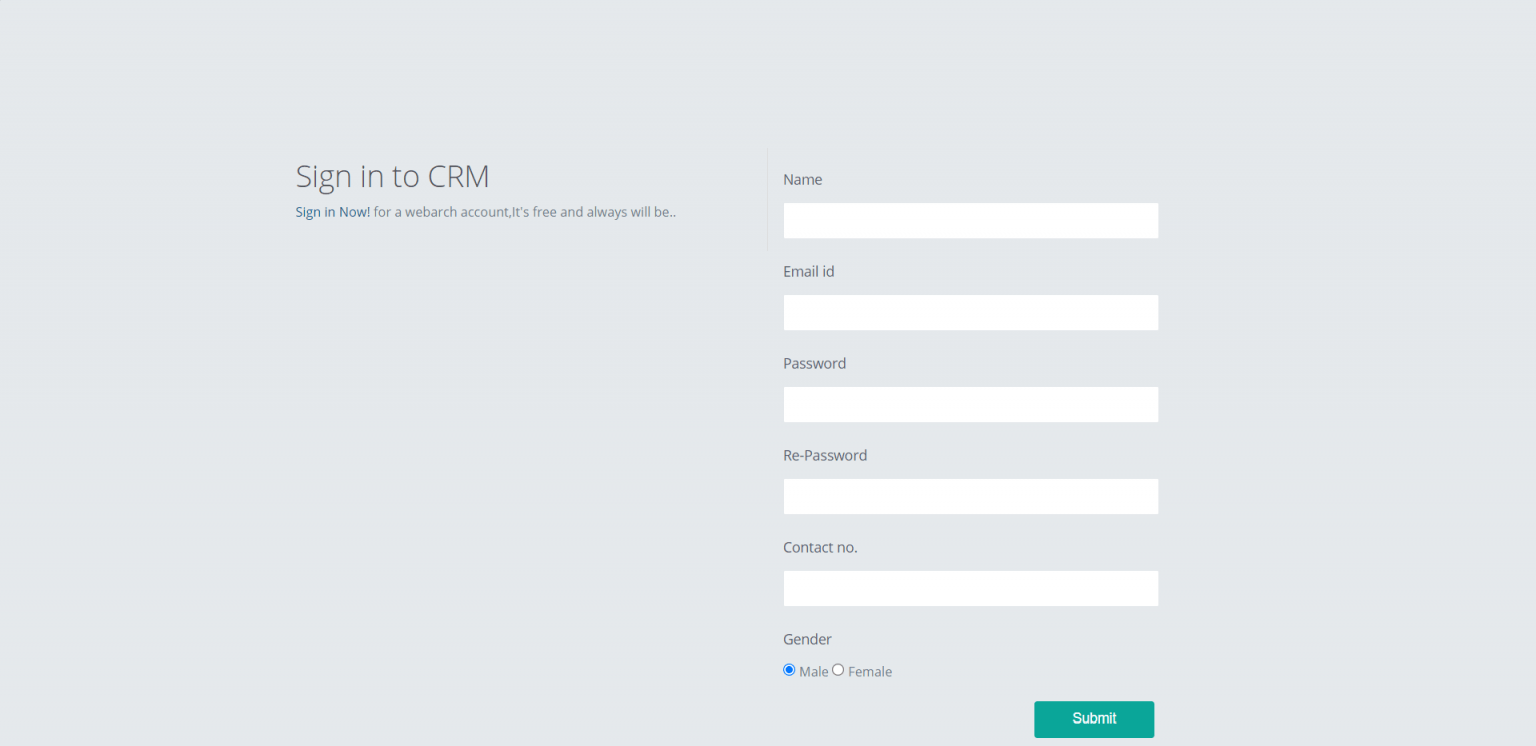 Sign in to CRM
Sign in Now! for a webarch account,It's free and always will be..
Name
Email id
Password
Re-Password
Contact no.
Gender
Male Female
Submit